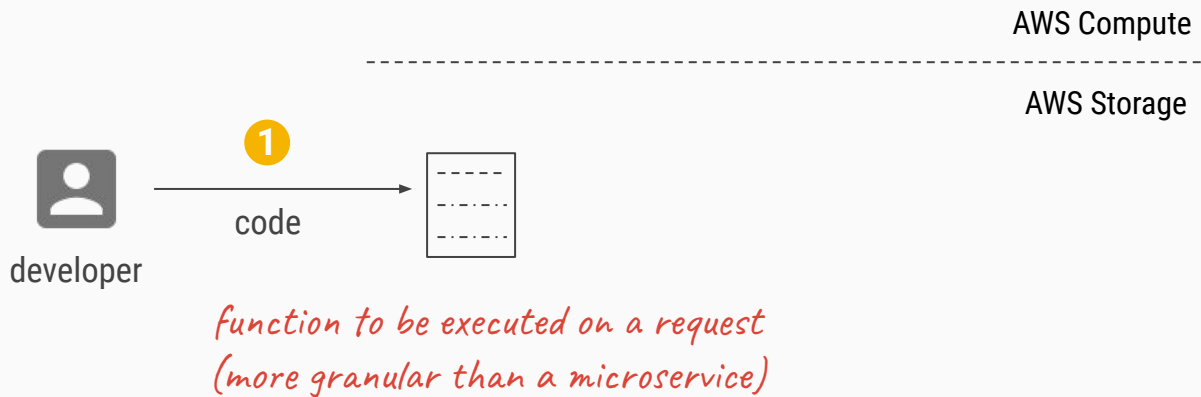 AWS Compute
AWS Storage
1
code
developer
function to be executed on a request
(more granular than a microservice)